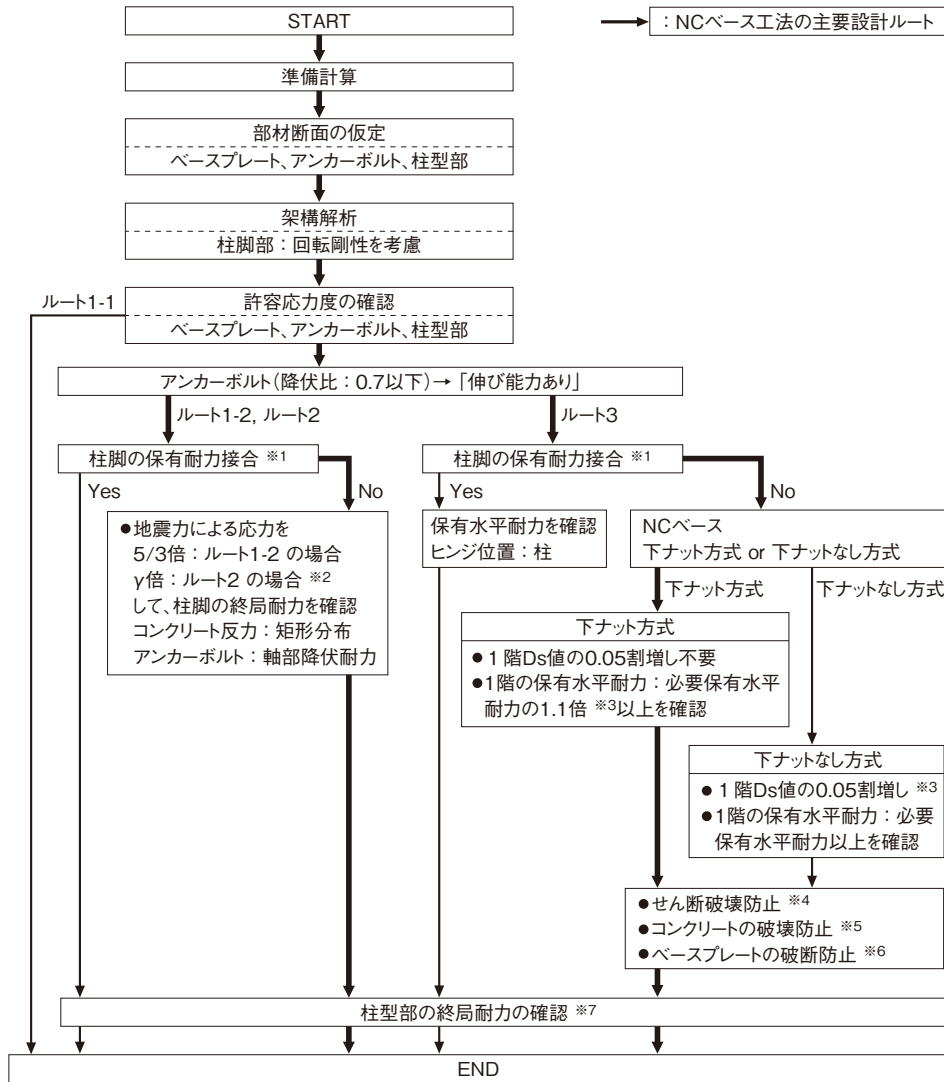 START
：NCベース工法の主要設計ルート
準備計算
部材断面の仮定
ベースプレート、アンカーボルト、柱型部
架構解析
柱脚部：回転剛性を考慮
ルート1-1
許容応力度の確認
ベースプレート、アンカーボルト、柱型部
アンカーボルト（降伏比：0.7以下）→「伸び能力あり」
ルート1-2, ルート2
ルート3
柱脚の保有耐力接合 ※1
柱脚の保有耐力接合 ※1
Yes
No
Yes
No
●地震力による応力を
5/3倍：ルート1-2 の場合
γ倍：ルート2 の場合 ※2
して、柱脚の終局耐力を確認
コンクリート反力：矩形分布
アンカーボルト：軸部降伏耐力
保有水平耐力を確認
ヒンジ位置：柱
NCベース
下ナット方式 or 下ナットなし方式
下ナット方式
下ナットなし方式
下ナット方式
●1階Ds値の0.05割増し不要
●1階の保有水平耐力：必要保有水平
耐力の1.1倍 ※3以上を確認
下ナットなし方式
●1階Ds値の0.05割増し ※3
●1階の保有水平耐力：必要
保有水平耐力以上を確認
●せん断破壊防止 ※4
●コンクリートの破壊防止 ※5
●ベースプレートの破断防止 ※6
柱型部の終局耐力の確認 ※7
END